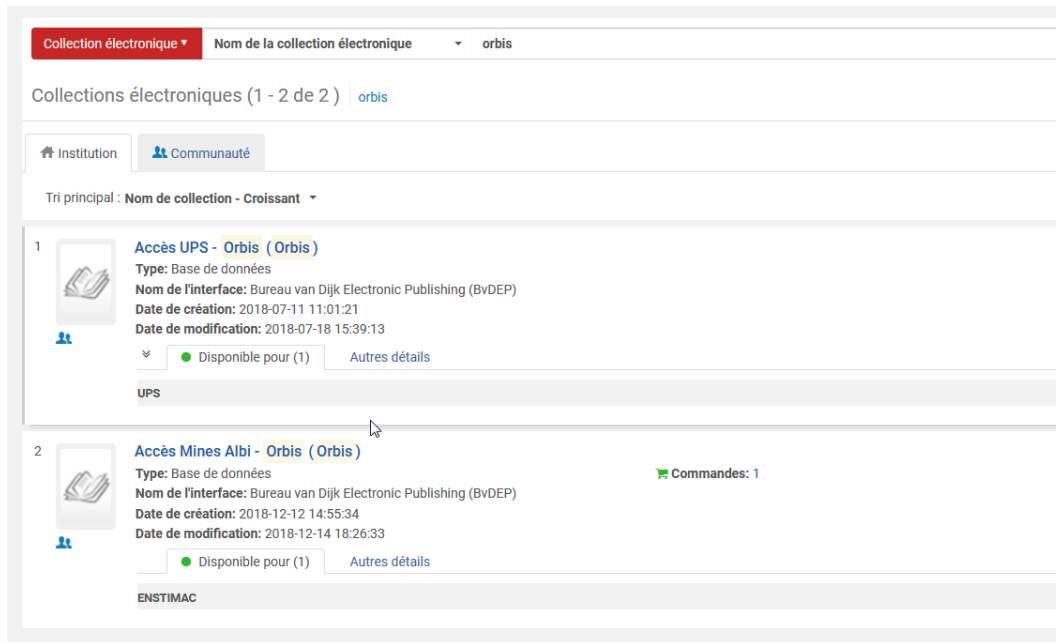 Collection électronique Nom de la collection électronique orbis
Collections électroniques (1 - 2 de 2 ) orbis
Institution Communauté
Tri principal : Nom de collection - Croissant
1 Accès UPS - Orbis (Orbis)
Type: Base de données
Nom de l'interface: Bureau van Dijk Electronic Publishing (BvDEP)
Date de création: 2018-07-11 11:01:21
Date de modification: 2018-07-18 15:39:13
Disponible pour (1) Autres détails
UPS
2 Accès Mines Albi - Orbis (Orbis)
Type: Base de données Commandes: 1
Nom de l'interface: Bureau van Dijk Electronic Publishing (BvDEP)
Date de création: 2018-12-12 14:55:34
Date de modification: 2018-12-14 18:26:33
Disponible pour (1) Autres détails
ENSTIMAC